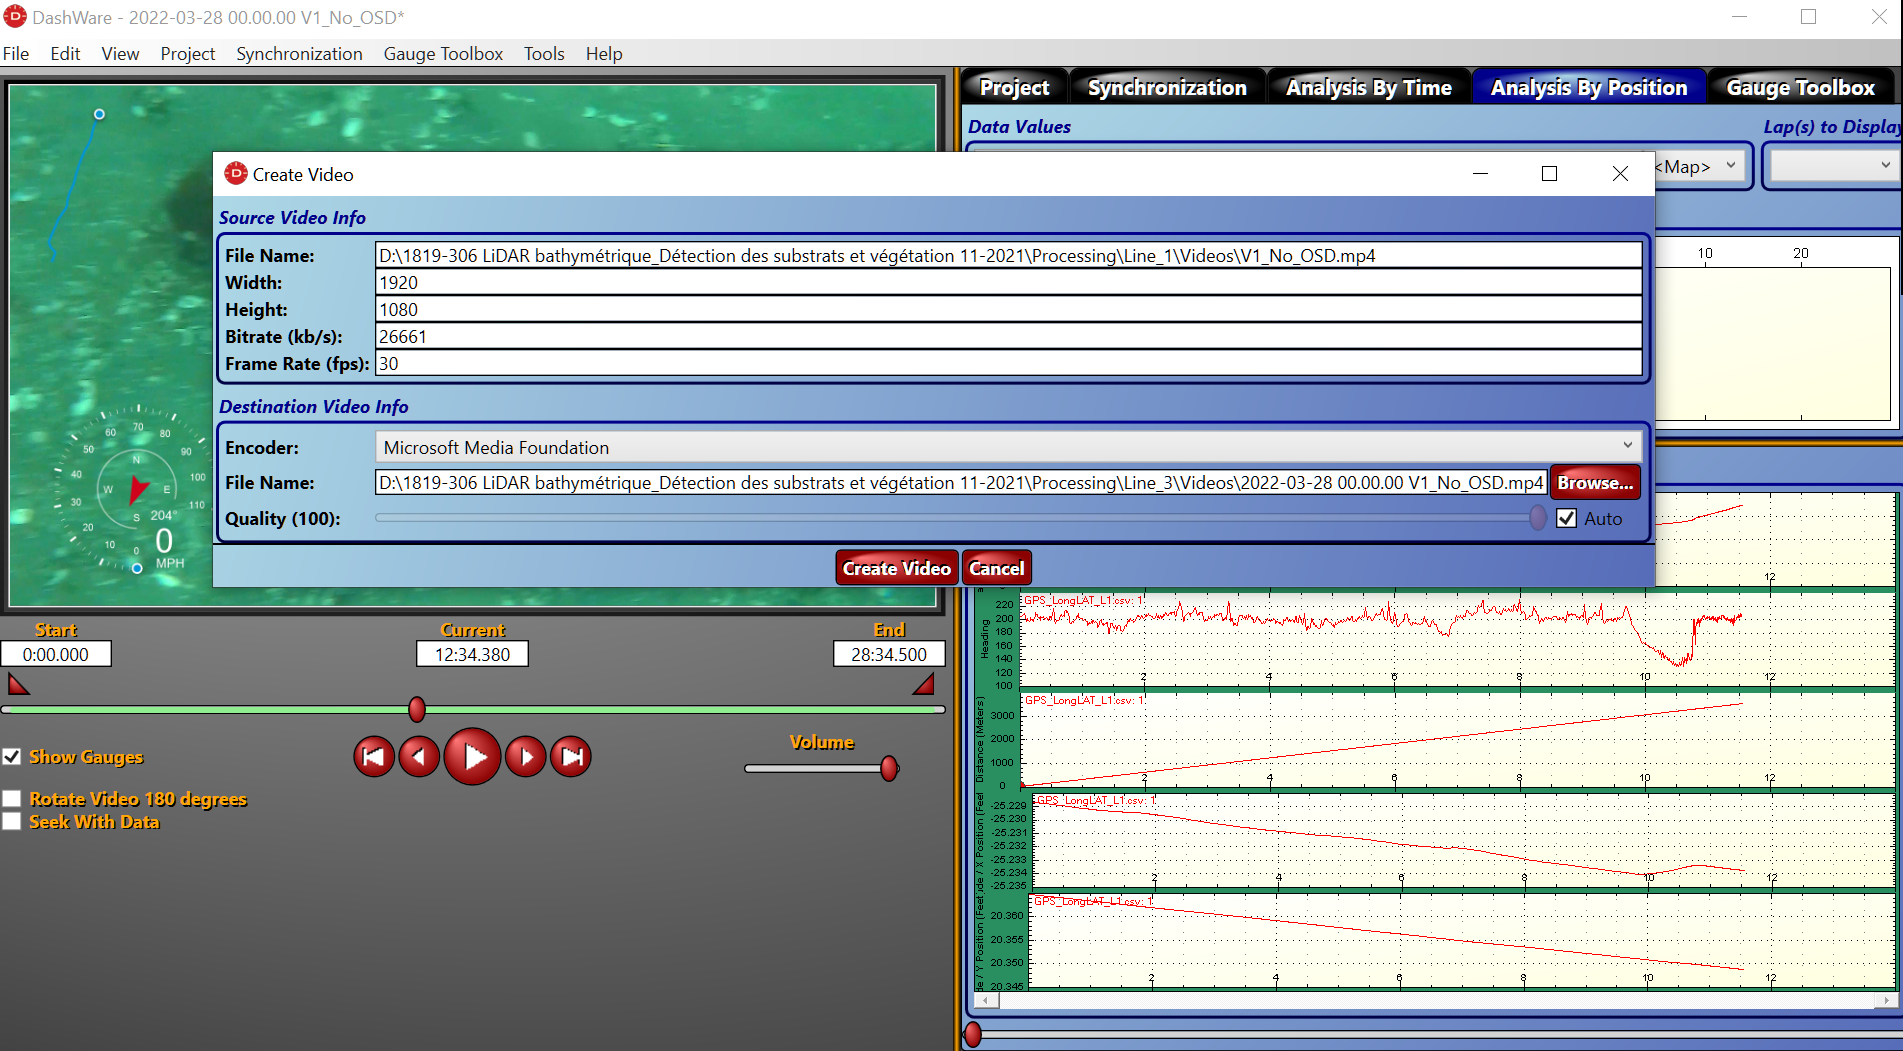 DashWare - 2022-03-28 00.00.00 V1_No_OSD*
File Edit View Project Synchronization Gauge Toolbox Tools Help
Project Synchronization Analysis By Time Analysis By Position Gauge Toolbox
Data Values
Lap(s) to Display
<Map>
10 20
Create Video
Source Video Info
File Name: D:\1819-306 LiDAR bathymétrique_Détection des substrats et végétation 11-2021\Processing\Line_1\Videos\V1_No_OSD.mp4
Width: 1920
Height: 1080
Bitrate (kb/s): 26661
Frame Rate (fps): 30
Destination Video Info
Encoder: Microsoft Media Foundation
File Name: D:\1819-306 LiDAR bathymétrique_Détection des substrats et végétation 11-2021\Processing\Line_3\Videos\2022-03-28 00.00.00 V1_No_OSD.mp4 Browse...
Quality (100): Auto
Create Video Cancel
0 10 20 30 40 50 60 70 80 90 100 110
N
W E
S 204°
0
MPH
Start Current End
0:00.000 12:34.380 28:34.500
Volume
Show Gauges
Rotate Video 180 degrees
Seek With Data
12
GPS_LongLAT_L1.csv: 1
Heading
220
200
180
160
140
120
100
2 4 6 8 10 12
GPS_LongLAT_L1.csv: 1
Distance (Meters)
3000
2000
1000
0
2 4 6 8 10 12
GPS_LongLAT_L1.csv: 1
/ X Position (Feet
-25.229
-25.230
-25.231
-25.232
-25.233
-25.234
-25.235
2 4 6 8 10 12
GPS_LongLAT_L1.csv: 1
de / Y Position (Feet
20.360
20.355
20.350
20.345
2 4 6 8 10 12